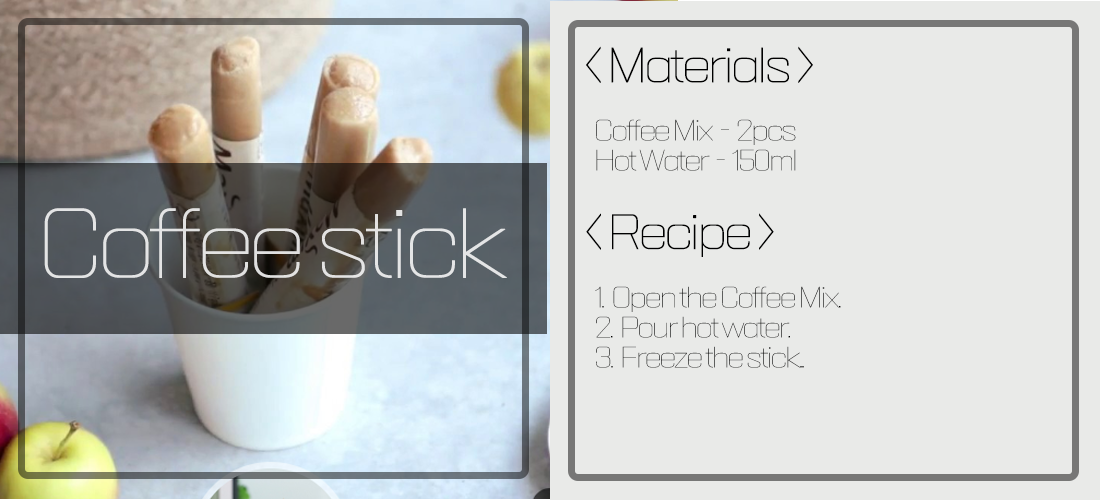 Coffee stick
〈Materials〉
Coffee Mix - 2pcs
Hot Water - 150ml
〈Recipe〉
1. Open the Coffee Mix.
2. Pour hot water.
3. Freeze the stick.